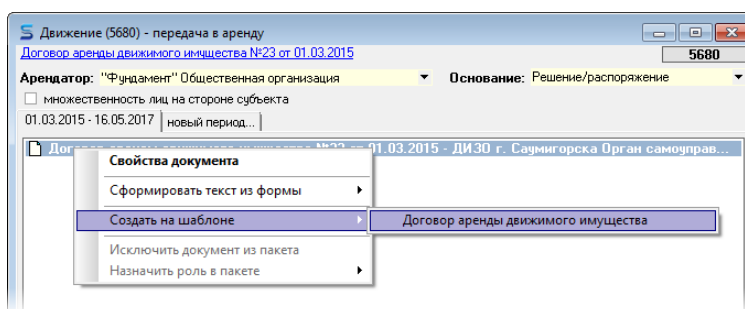 Движение (5680) - передача в аренду
Договор аренды движимого имущества №23 от 01.03.2015
5680
Арендатор: "Фундамент" Общественная организация Основание: Решение/распоряжение
множественность лиц на стороне субъекта
01.03.2015 - 16.05.2017 новый период...
01.03.2015 - ДИЗО г. Саумигорска Орган самоуправ...
Свойства документа
Сформировать текст из формы
Создать на шаблоне Договор аренды движимого имущества
Исключить документ из пакета
Назначить роль в пакете